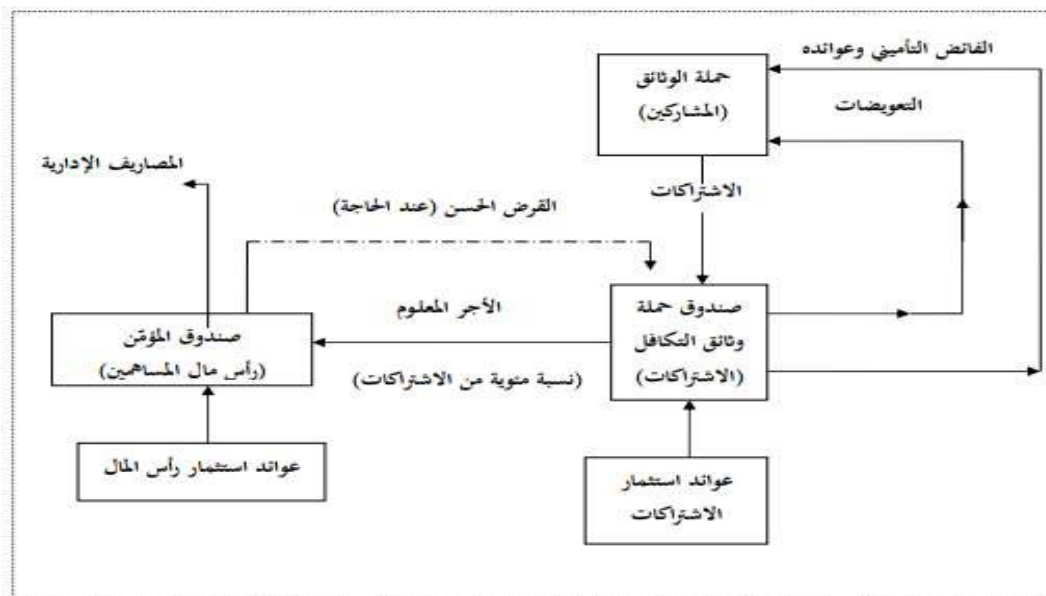 الفائض التأميني وعوائده
حملة الوثائق
(المشاركين)
التعويضات
المصاريف الإدارية
الاشتراكات
القرض الحسن (عند الحاجة)
صندوق حملة
وثائق التكافل
(الاشتراكات)
الأجر المعلوم
صندوق المؤمّن
(رأس مال المساهمين)
(نسبة مئوية من الاشتراكات)
عوائد استثمار رأس المال
عوائد استثمار
الاشتراكات